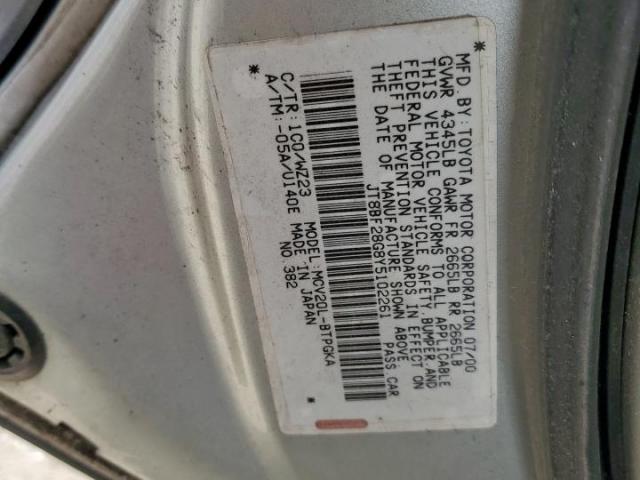 MFD. BY: TOYOTA MOTOR CORPORATION 07/00
GVWR 4345LB GAWR FR 2665LB RR 2665LB
THIS VEHICLE CONFORMS TO ALL APPLICABLE
FEDERAL MOTOR VEHICLE SAFETY, BUMPER, AND
THEFT PREVENTION STANDARDS IN EFFECT ON
THE DATE OF MANUFACTURE SHOWN ABOVE.
JT8BF28G8Y5102261 PASS. CAR
C/TR: 1C0/WZ23 MODEL: MCV20L-BTPGKA
A/TM: -05A/U140E MADE IN JAPAN
NO. 382